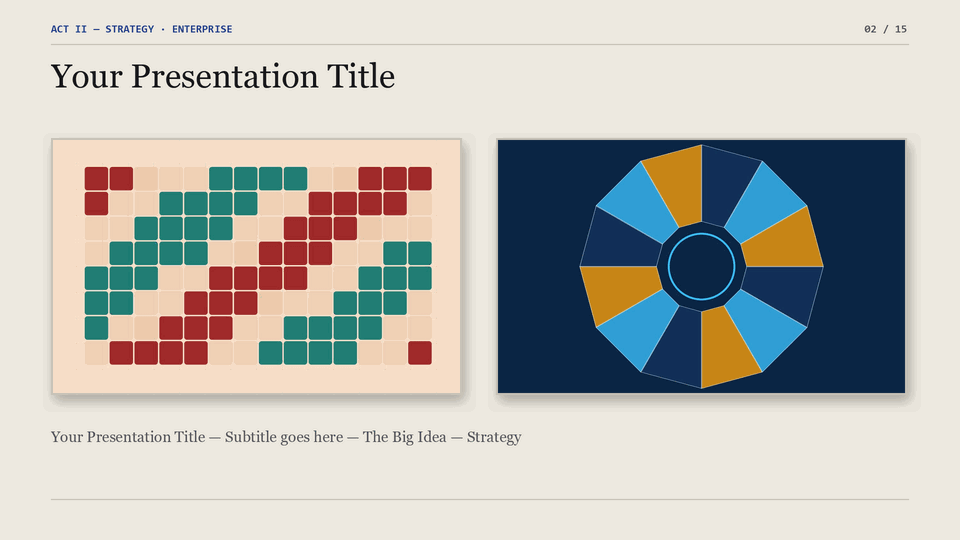 ACT II — STRATEGY · ENTERPRISE
02 / 15
Your Presentation Title
Your Presentation Title — Subtitle goes here — The Big Idea — Strategy